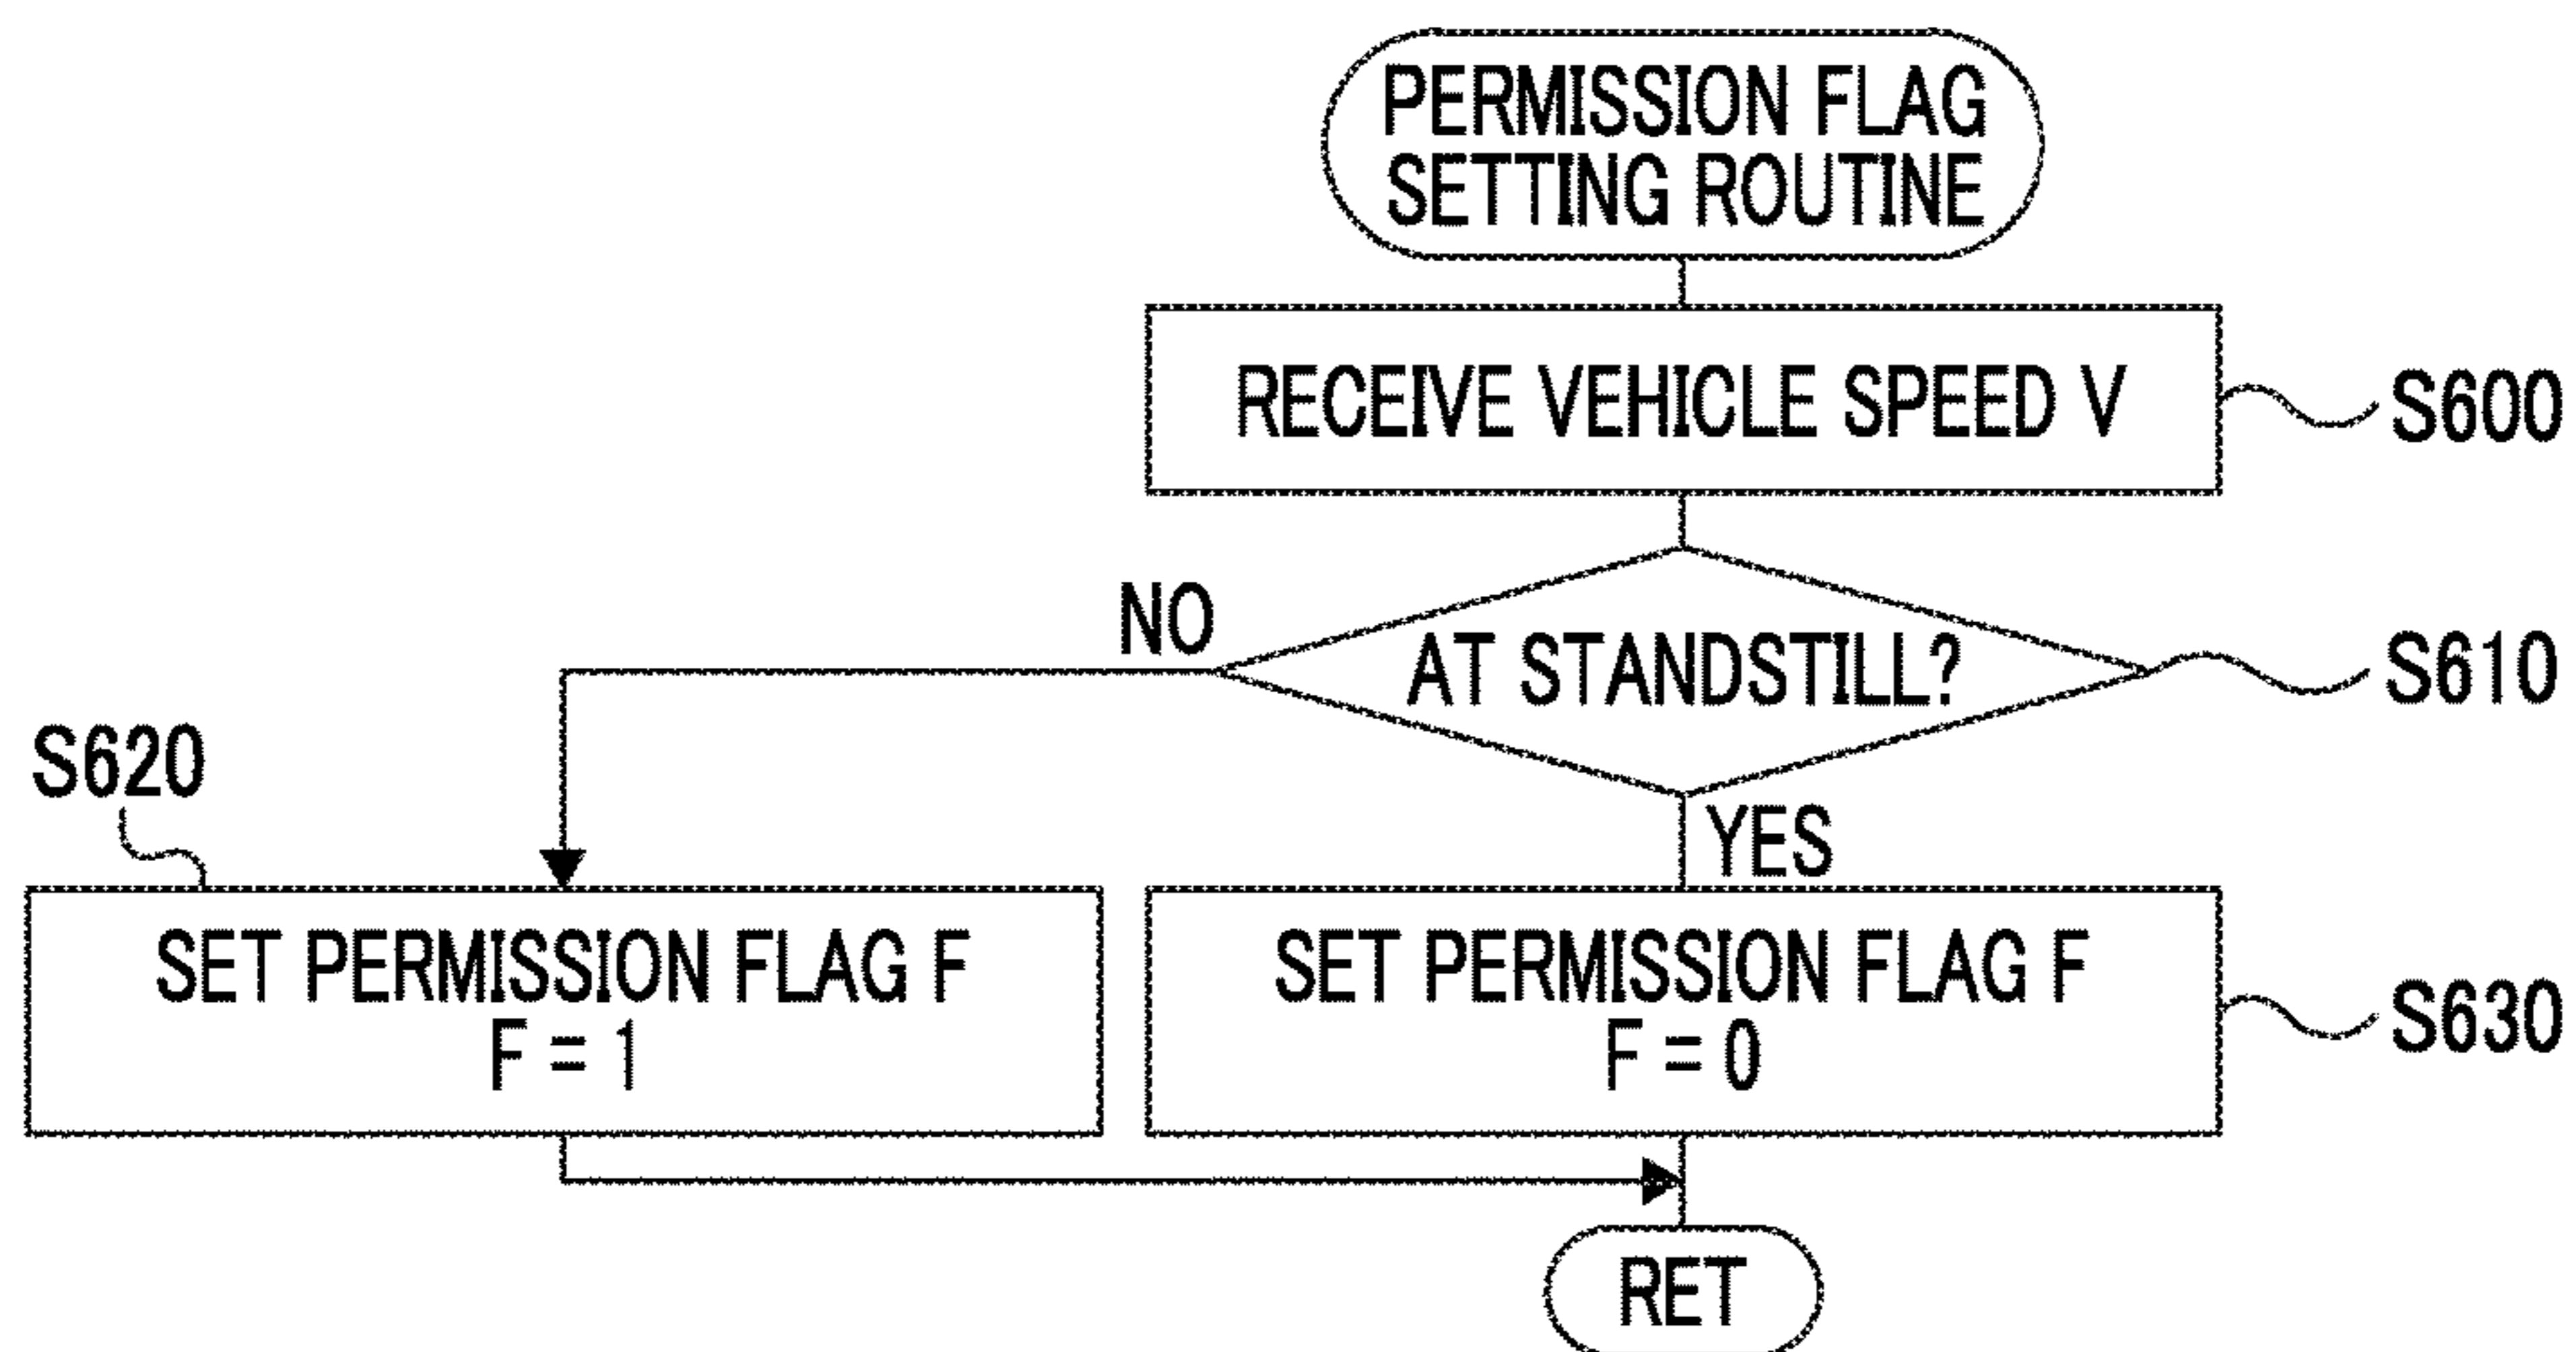 PERMISSION FLAG
SETTING ROUTINE
RECEIVE VEHICLE SPEED V
S600
NO
AT STANDSTILL?
S610
S620
YES
SET PERMISSION FLAG F
F = 1
SET PERMISSION FLAG F
F = 0
S630
RET